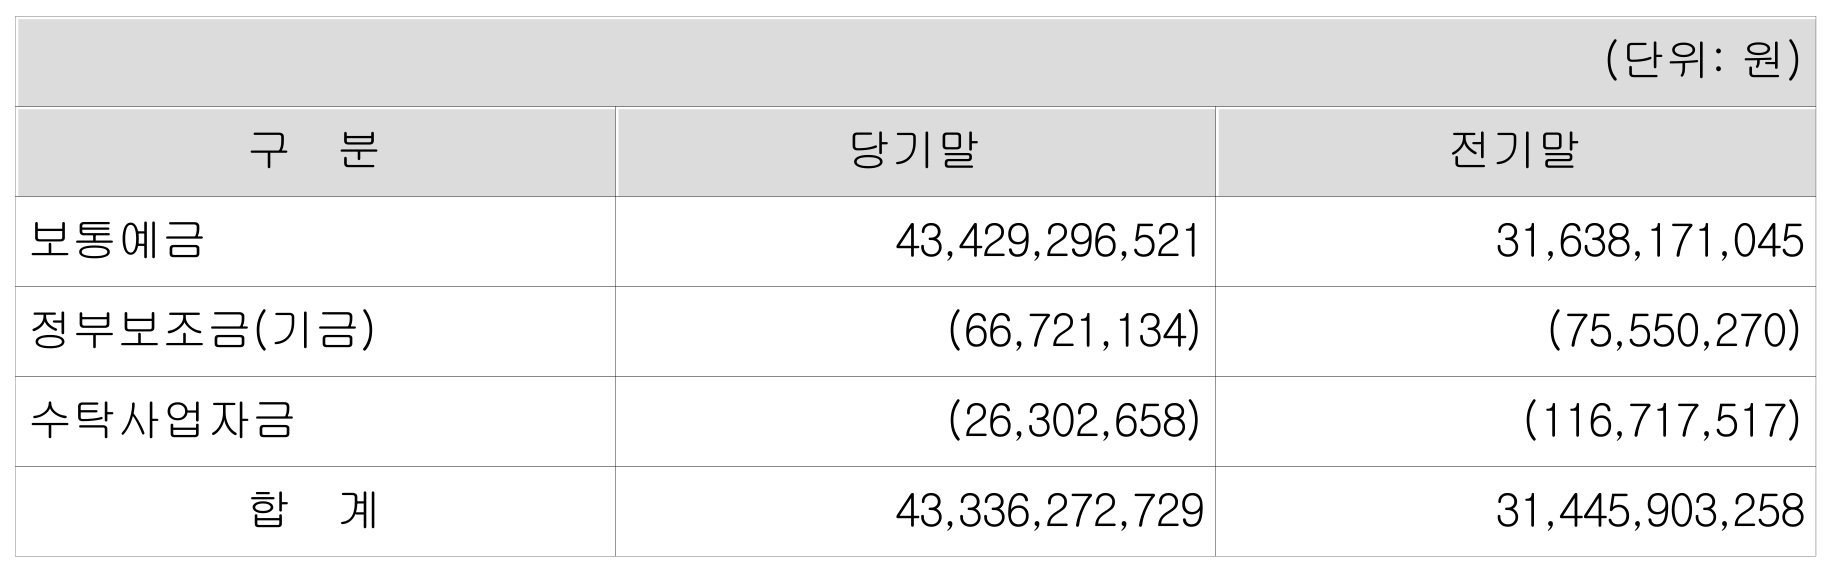 (단위: 원)
구 분 당기말 전기말
보통예금 43,429,296,521 31,638,171,045
정부보조금(기금) (66,721,134) (75,550,270)
수탁사업자금 (26,302,658) (116,717,517)
합 계 43,336,272,729 31,445,903,258